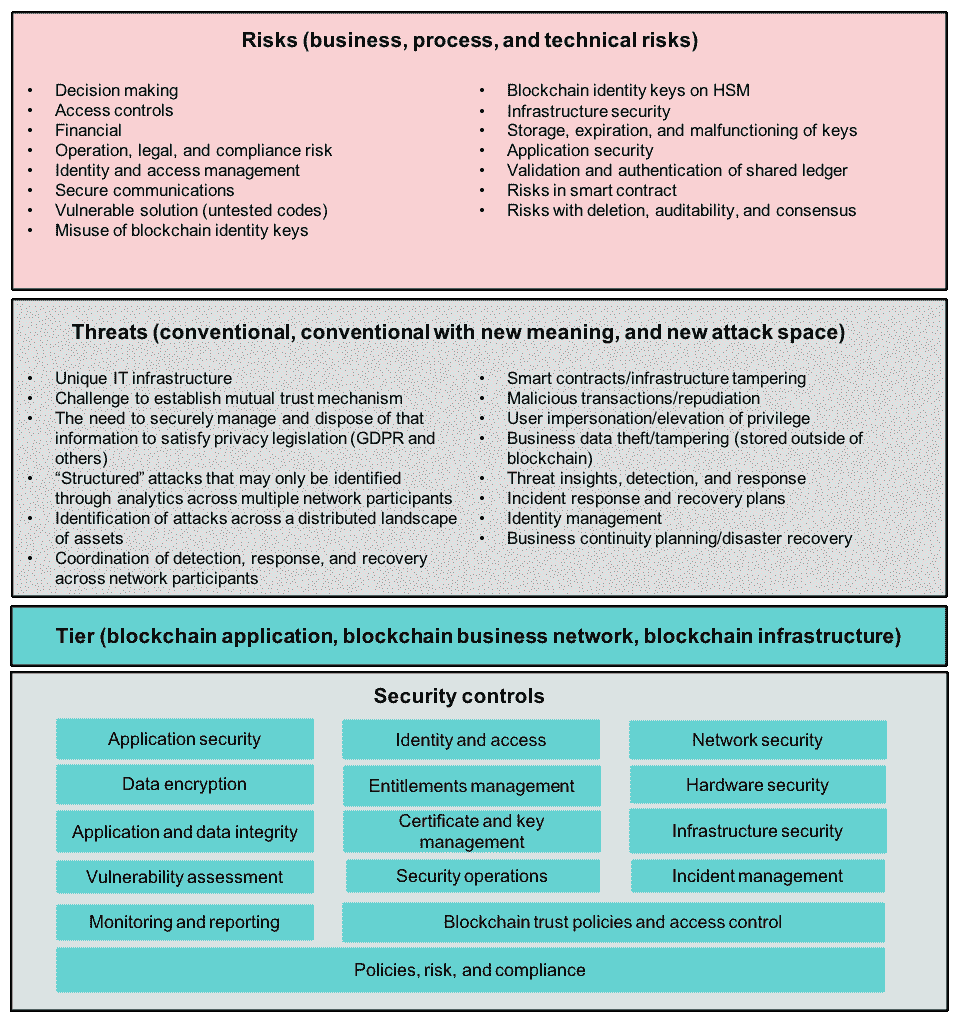 Risks (business, process, and technical risks)
• Decision making
• Access controls
• Financial
• Operation, legal, and compliance risk
• Identity and access management
• Secure communications
• Vulnerable solution (untested codes)
• Misuse of blockchain identity keys
• Blockchain identity keys on HSM
• Infrastructure security
• Storage, expiration, and malfunctioning of keys
• Application security
• Validation and authentication of shared ledger
• Risks in smart contract
• Risks with deletion, auditability, and consensus
Threats (conventional, conventional with new meaning, and new attack space)
• Unique IT infrastructure
• Challenge to establish mutual trust mechanism
• The need to securely manage and dispose of that
information to satisfy privacy legislation (GDPR and
others)
• “Structured” attacks that may only be identified
through analytics across multiple network participants
• Identification of attacks across a distributed landscape
of assets
• Coordination of detection, response, and recovery
across network participants
• Smart contracts/infrastructure tampering
• Malicious transactions/repudiation
• User impersonation/elevation of privilege
• Business data theft/tampering (stored outside of
blockchain)
• Threat insights, detection, and response
• Incident response and recovery plans
• Identity management
• Business continuity planning/disaster recovery
Tier (blockchain application, blockchain business network, blockchain infrastructure)
Security controls
Application security
Identity and access
Network security
Data encryption
Entitlements management
Hardware security
Application and data integrity
Certificate and key
management
Infrastructure security
Vulnerability assessment
Security operations
Incident management
Monitoring and reporting
Blockchain trust policies and access control
Policies, risk, and compliance